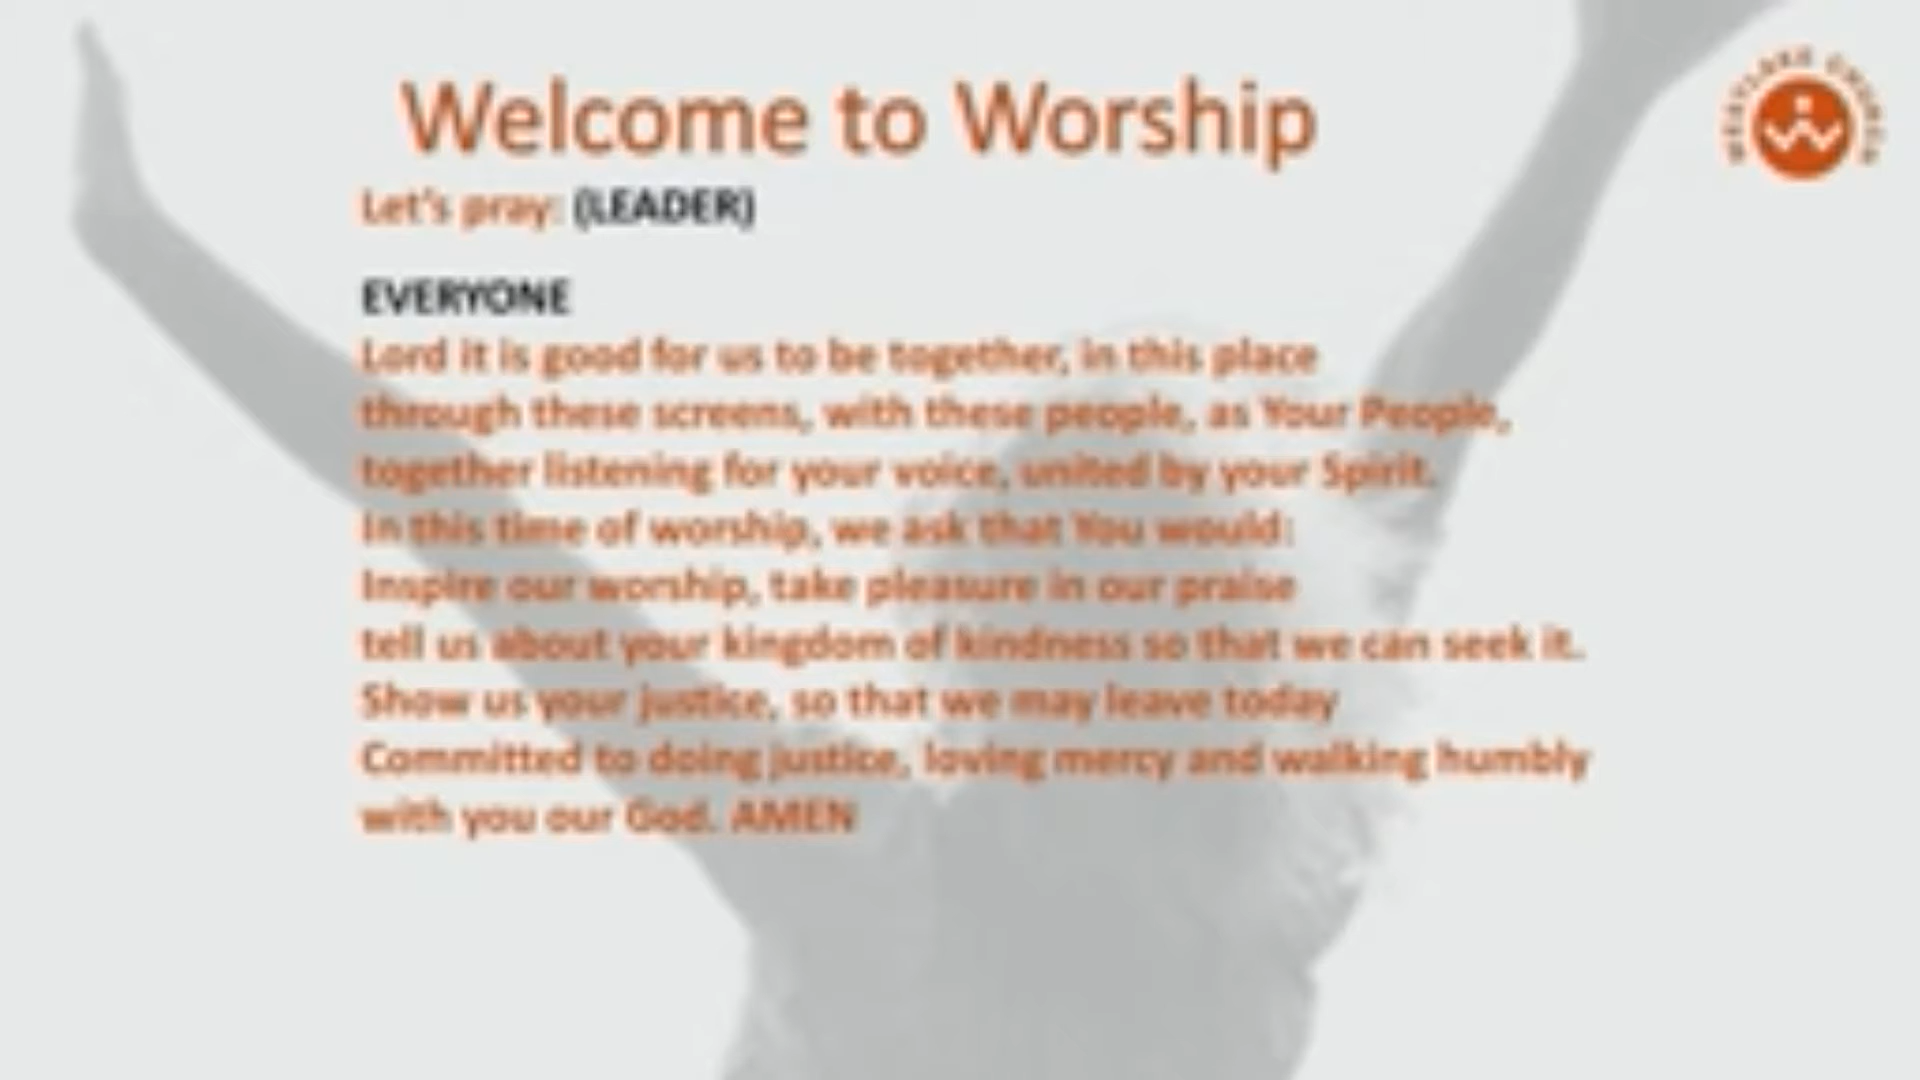 Welcome to Worship
WESTLAKE CHURCH
Let's pray: (LEADER)
EVERYONE
Lord it is good for us to be together, in this place
through these screens, with these people, as Your People,
together listening for your voice, united by your Spirit.
In this time of worship, we ask that You would:
Inspire our worship, take pleasure in our praise
tell us about your kingdom of kindness so that we can seek it.
Show us your justice, so that we may leave today
Committed to doing justice, loving mercy and walking humbly
with you our God. AMEN